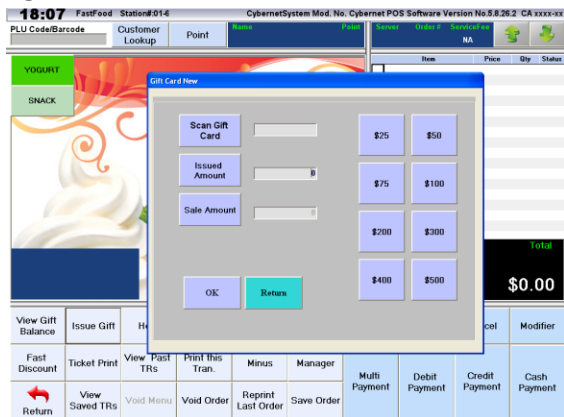 18:07 FastFood Station#:01-6 CybernetSystem Mod. No. Cybernet POS Software Version No.5.8.26.2 CA xxxx-xx
PLU Code/Barcode
Customer Lookup
Point
Name
Point
Server
Order #
ServiceFee
NA
Item Price Qty Status
YOGURT
SNACK
Gift Card New
Scan Gift
Card
Issued
Amount
0
Sale Amount
0
OK
Return
$25
$50
$75
$100
$200
$300
$400
$500
Total
$0.00
View Gift
Balance
Issue Gift
Modifier
Fast
Discount
Ticket Print
View Past
TRs
Print this
Tran.
Minus
Manager
Multi
Payment
Debit
Payment
Credit
Payment
Cash
Payment
Return
View
Saved TRs
Void Menu
Void Order
Reprint
Last Order
Save Order